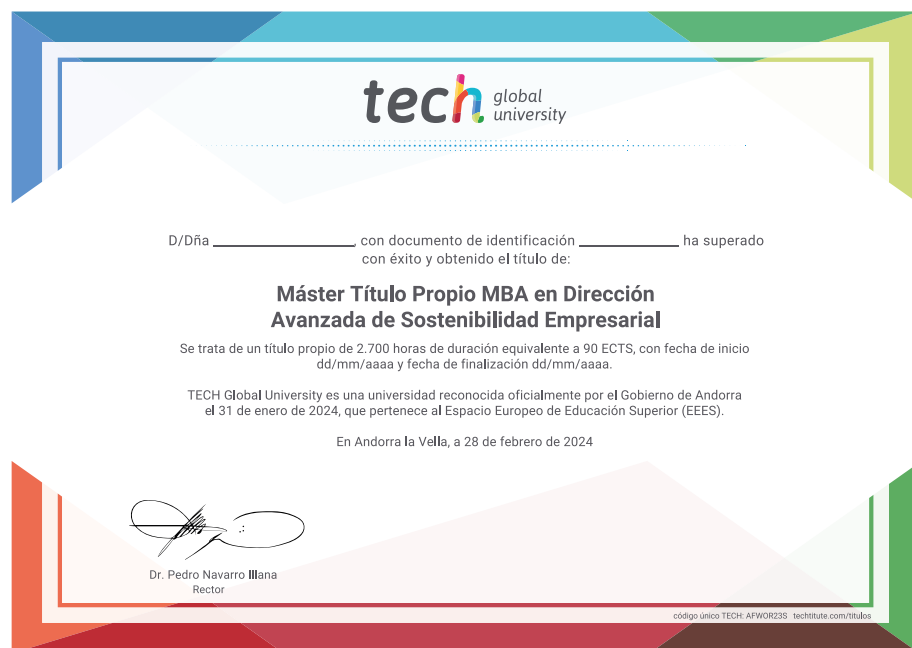 tech global university
D/Dña ______________, con documento de identificación __________ ha superado
con éxito y obtenido el título de:
Máster Título Propio MBA en Dirección
Avanzada de Sostenibilidad Empresarial
Se trata de un título propio de 2.700 horas de duración equivalente a 90 ECTS, con fecha de inicio
dd/mm/aaaa y fecha de finalización dd/mm/aaaa.
TECH Global University es una universidad reconocida oficialmente por el Gobierno de Andorra
el 31 de enero de 2024, que pertenece al Espacio Europeo de Educación Superior (EEES).
En Andorra la Vella, a 28 de febrero de 2024
Dr. Pedro Navarro Illana
Rector
código único TECH: AFWOR23S techtitute.com/titulos